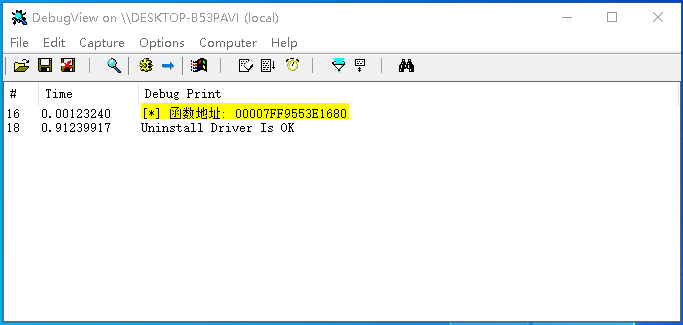 DebugView on \\DESKTOP-B53PAVI (local)
File Edit Capture Options Computer Help
# Time Debug Print
16 0.00123240 [*] 函数地址: 00007FF9553E1680
18 0.91239917 Uninstall Driver Is OK